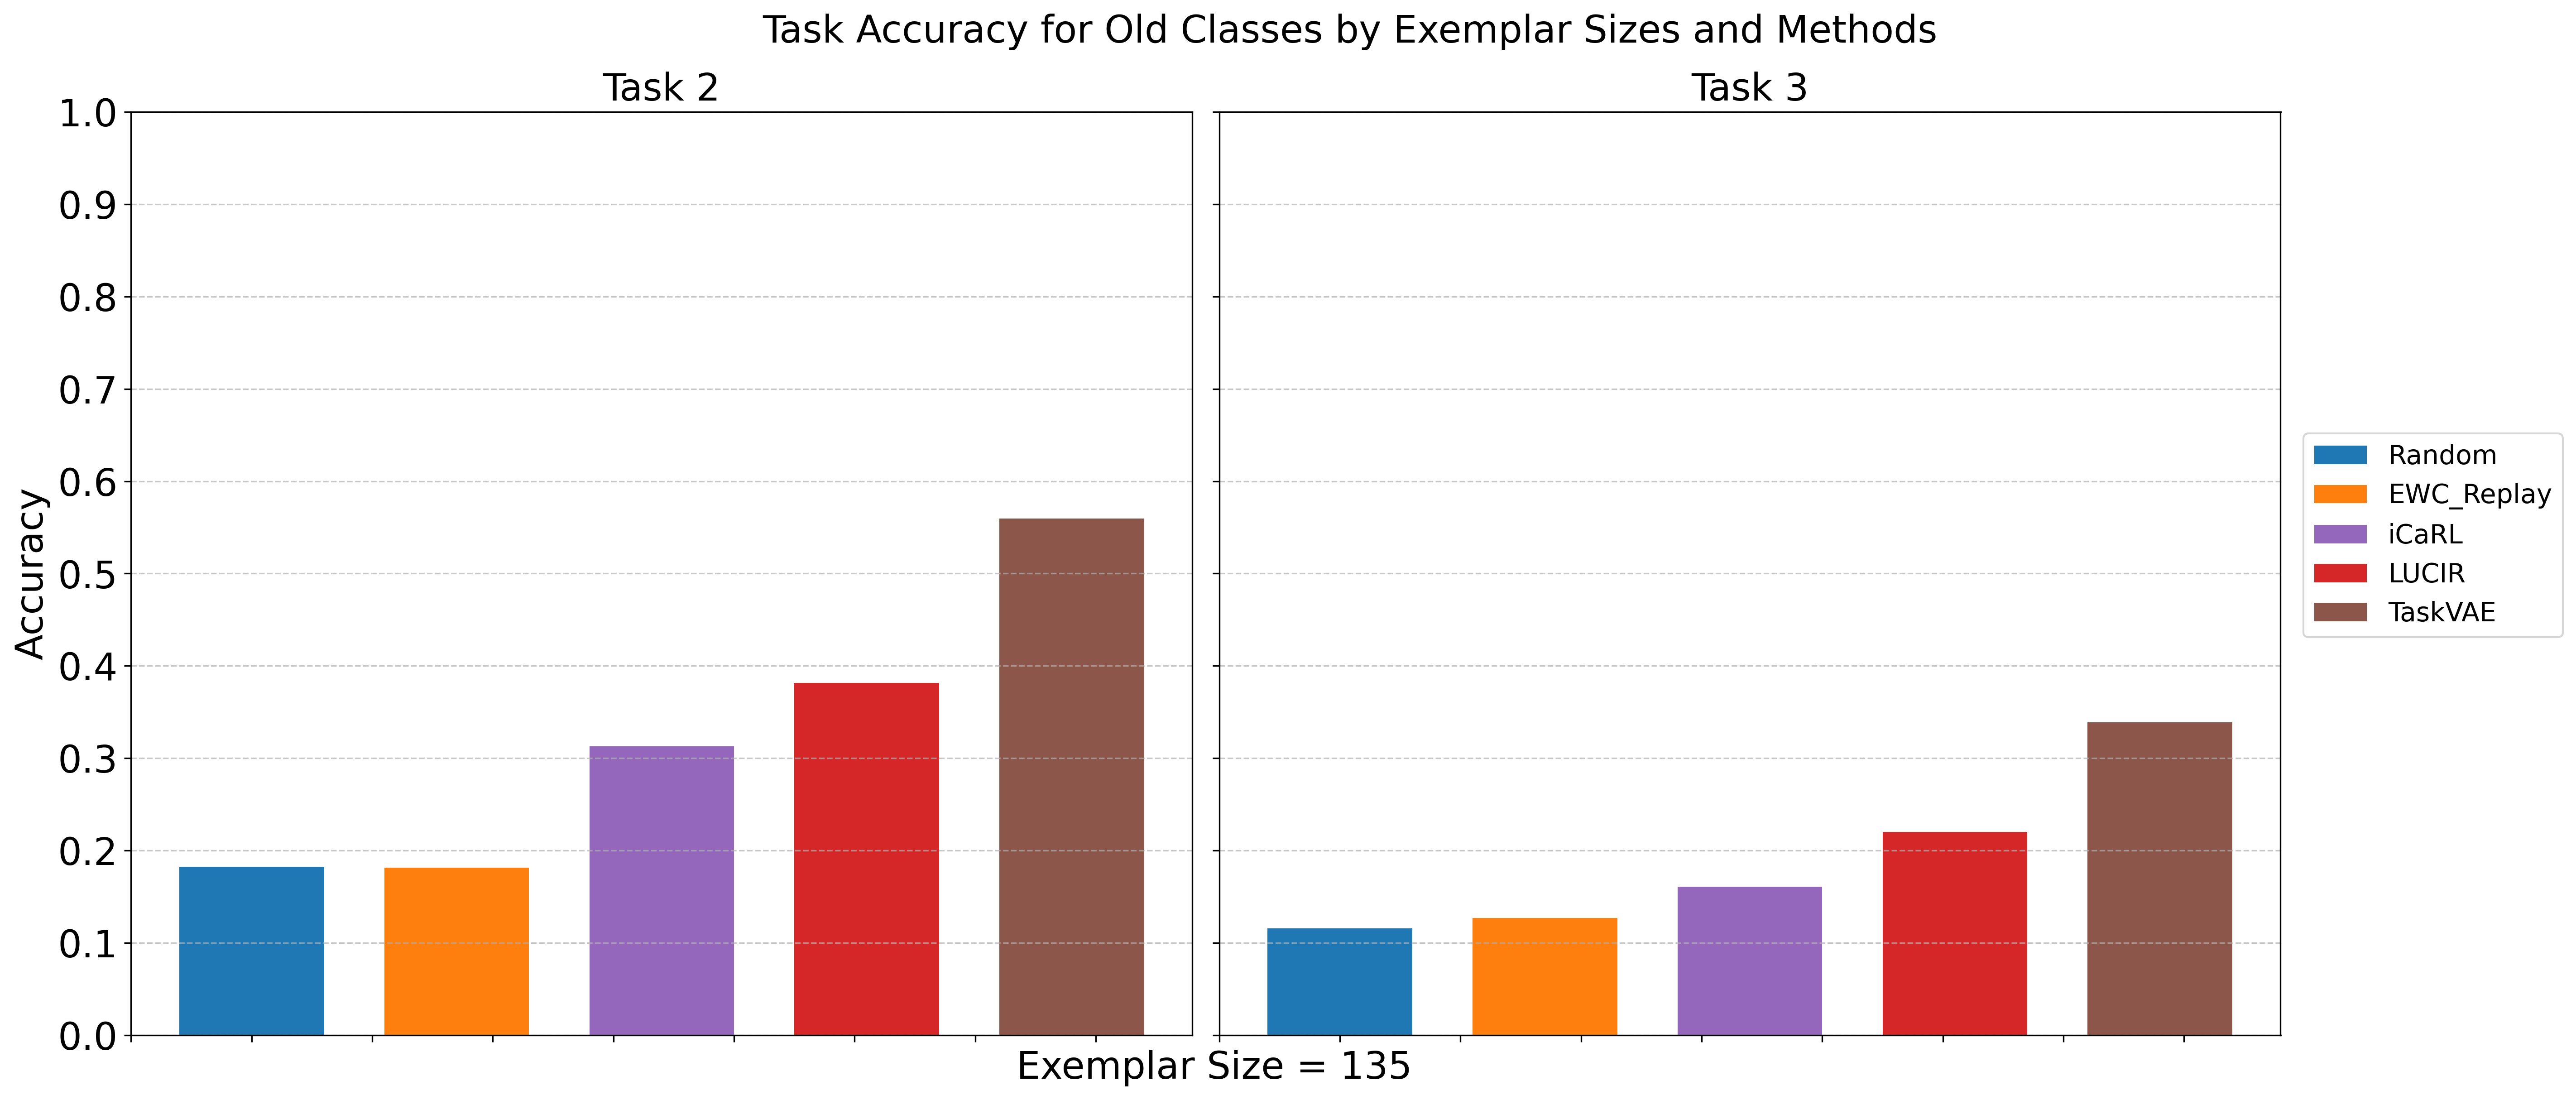 Task Accuracy for Old Classes by Exemplar Sizes and Methods
Task 2
Task 3
1.0
0.9
0.8
0.7
0.6
0.5
0.4
0.3
0.2
0.1
0.0
Accuracy
Exemplar Size = 135
Random
EWC_Replay
iCaRL
LUCIR
TaskVAE